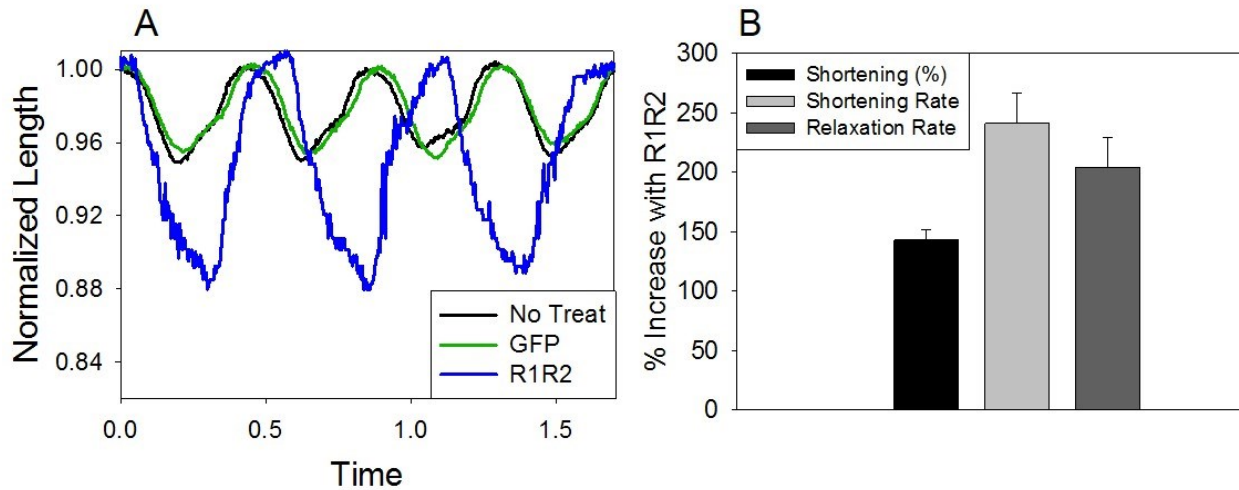 A
Normalized Length
1.00
0.96
0.92
0.88
0.84
No Treat
GFP
R1R2
0.0
0.5
1.0
1.5
Time
B
% Increase with R1R2
300
250
200
150
100
50
0
Shortening (%)
Shortening Rate
Relaxation Rate